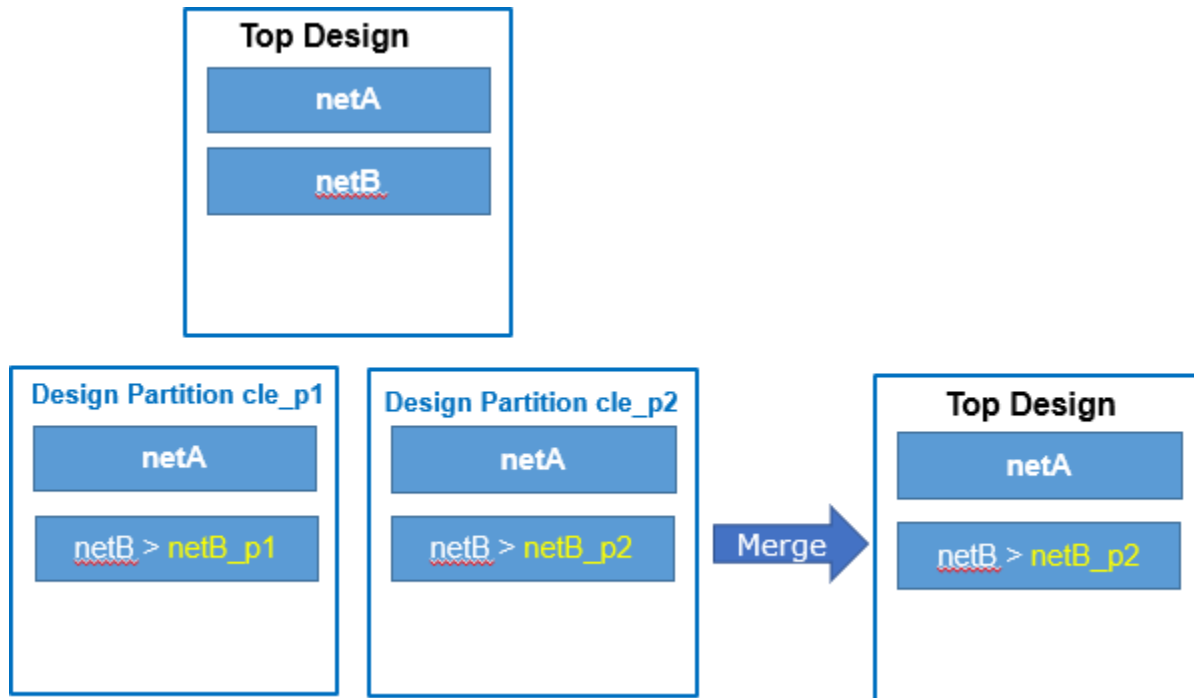 Top Design
netA
netB
Design Partition cle_p1
netA
netB > netB_p1
Design Partition cle_p2
netA
netB > netB_p2
Merge
Top Design
netA
netB > netB_p2